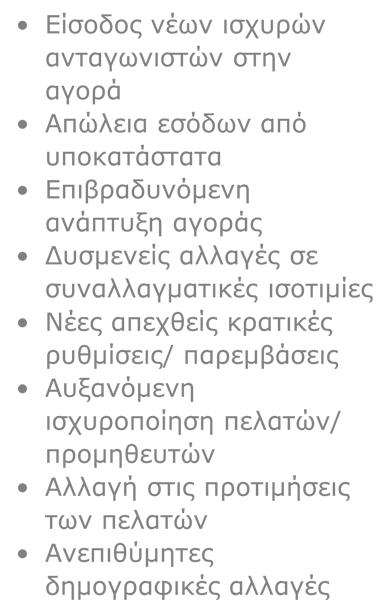 • Είσοδος νέων ισχυρών
ανταγωνιστών στην
αγορά
• Απώλεια εσόδων από
υποκατάστατα
• Επιβραδυνόμενη
ανάπτυξη αγοράς
• Δυσμενείς αλλαγές σε
συναλλαγματικές ισοτιμίες
• Νέες απεχθείς κρατικές
ρυθμίσεις/ παρεμβάσεις
• Αυξανόμενη
ισχυροποίηση πελατών/
προμηθευτών
• Αλλαγή στις προτιμήσεις
των πελατών
• Ανεπιθύμητες
δημογραφικές αλλαγές